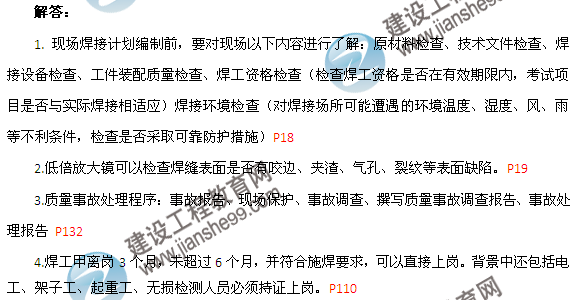 解答：
1. 现场焊接计划编制前，要对现场以下内容进行了解：原材料检查、技术文件检查、焊
接设备检查、工件装配质量检查、焊工资格检查（检查焊工资格是否在有效期限内，考试项
目是否与实际焊接相适应）焊接环境检查（对焊接场所可能遭遇的环境温度、湿度、风、雨
等不利条件，检查是否采取可靠防护措施）P18
2.低倍放大镜可以检查焊缝表面是否有咬边、夹渣、气孔、裂纹等表面缺陷。P19
3.质量事故处理程序：事故报告、现场保护、事故调查、撰写质量事故调查报告、事故处
理报告 P132
4.焊工甲离岗 3 个月，未超过 6 个月，并符合施焊要求，可以直接上岗。背景中还包括电
工、架子工、起重工、无损检测人员必须持证上岗。P110
建设工程教育网
www.jianshe99.com
建设工程教育网
www.jianshe99.com